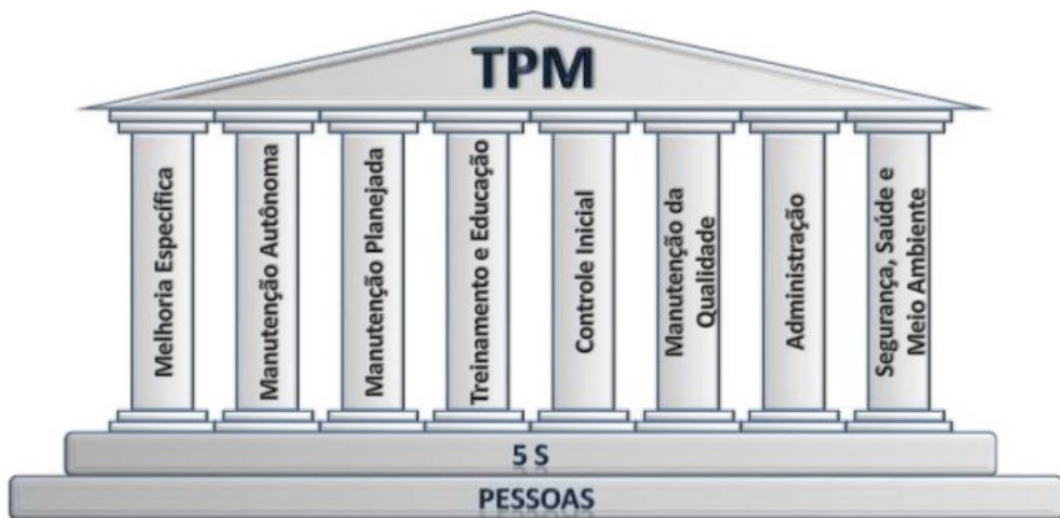 TPM
Melhoria Específica
Manutenção Autônoma
Manutenção Planejada
Treinamento e Educação
Controle Inicial
Manutenção da
Qualidade
Administração
Segurança, Saúde e
Meio Ambiente
5 S
PESSOAS